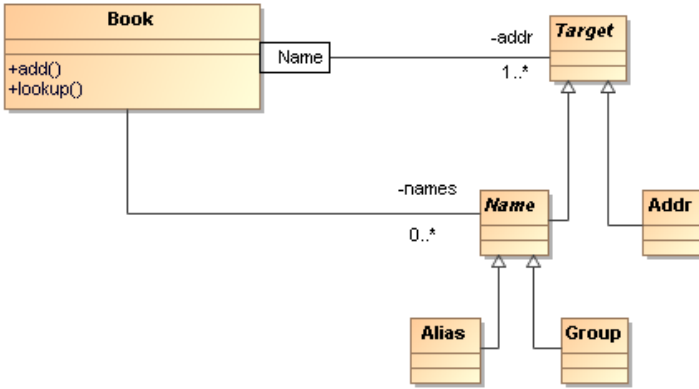 Book
+add()
+lookup()
Name
-addr
1..*
Target
-names
0..*
Name
Addr
Alias
Group